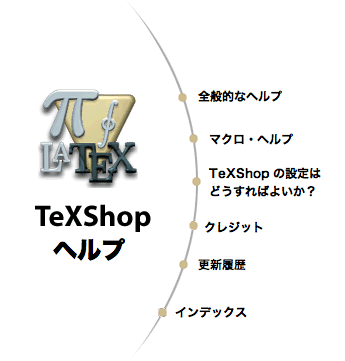 全般的なヘルプ
マクロ・ヘルプ
TeXShop の設定は
どうすればよいか？
クレジット
更新履歴
インデックス
π ∮
LATEX
TeXShop
ヘルプ